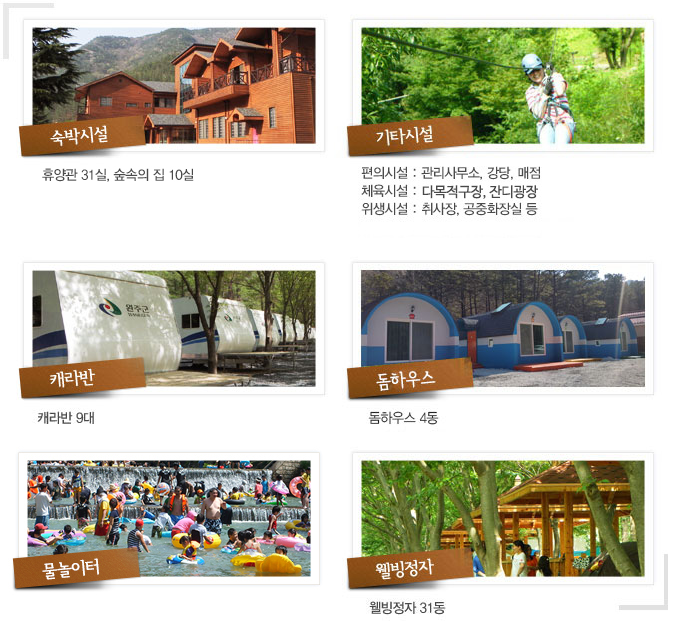 숙박시설
휴양관 31실, 숲속의 집 10실
기타시설
편의시설 : 관리사무소, 강당, 매점
체육시설 : 다목적구장, 잔디광장
위생시설 : 취사장, 공중화장실 등
완주군
캐라반
캐라반 9대
돔하우스
돔하우스 4동
물놀이터
웰빙정자
웰빙정자 31동